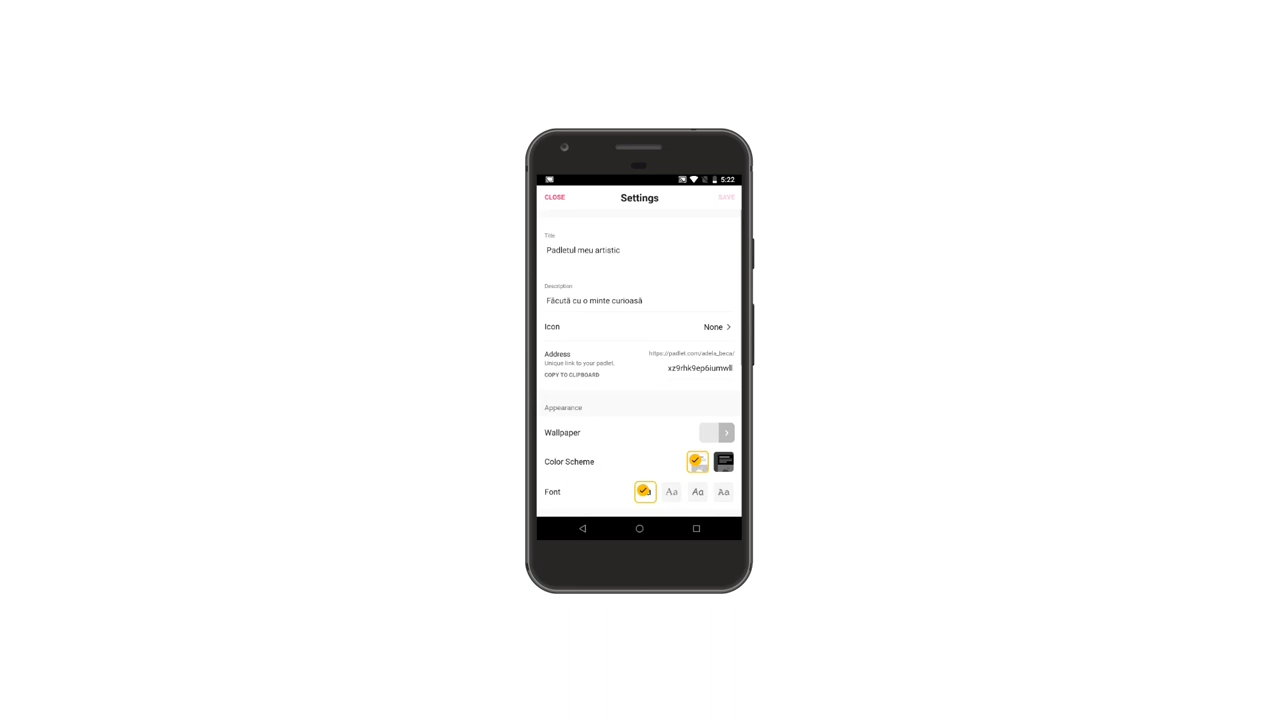 5:22
CLOSE Settings SAVE
Title
Padletul meu artistic
Description
Făcută cu o minte curioasă
Icon None
Address https://padlet.com/adela_beca/
Unique link to your padlet. xz9rhk9ep6iumwll
COPY TO CLIPBOARD
Appearance
Wallpaper
Color Scheme
Font Aa Aa Aa